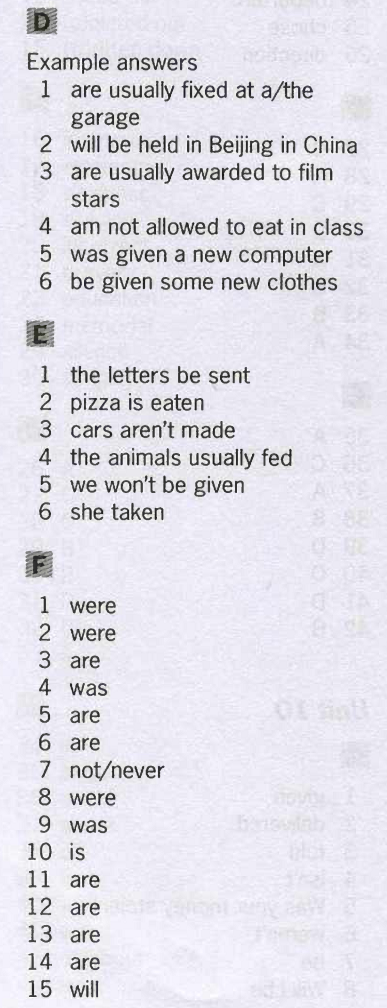 D
Example answers
1 are usually fixed at a/the
garage
2 will be held in Beijing in China
3 are usually awarded to film
stars
4 am not allowed to eat in class
5 was given a new computer
6 be given some new clothes
E
1 the letters be sent
2 pizza is eaten
3 cars aren't made
4 the animals usually fed
5 we won't be given
6 she taken
F
1 were
2 were
3 are
4 was
5 are
6 are
7 not/never
8 were
9 was
10 is
11 are
12 are
13 are
14 are
15 will